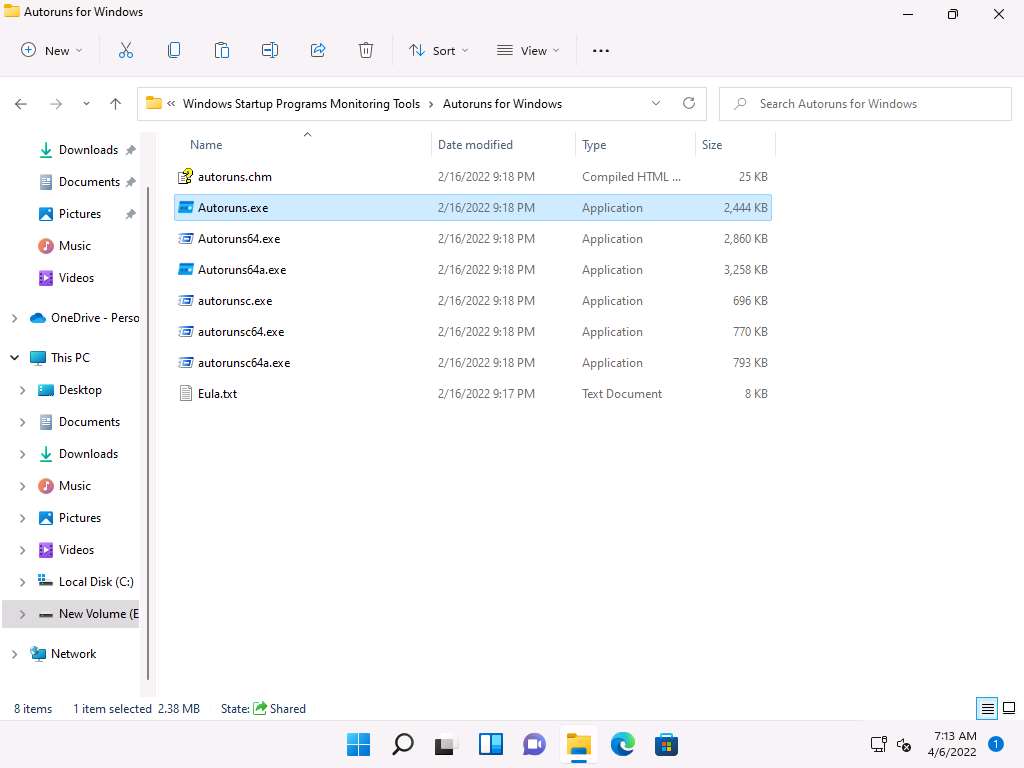 Autoruns for Windows
New
Sort
View
« Windows Startup Programs Monitoring Tools > Autoruns for Windows
Search Autoruns for Windows
Downloads
Documents
Pictures
Music
Videos
OneDrive - Perso
This PC
Desktop
Documents
Downloads
Music
Pictures
Videos
Local Disk (C:)
New Volume (E
Network
Name Date modified Type Size
autoruns.chm 2/16/2022 9:18 PM Compiled HTML ... 25 KB
Autoruns.exe 2/16/2022 9:18 PM Application 2,444 KB
Autoruns64.exe 2/16/2022 9:18 PM Application 2,860 KB
Autoruns64a.exe 2/16/2022 9:18 PM Application 3,258 KB
autorunsc.exe 2/16/2022 9:18 PM Application 696 KB
autorunsc64.exe 2/16/2022 9:18 PM Application 770 KB
autorunsc64a.exe 2/16/2022 9:18 PM Application 793 KB
Eula.txt 2/16/2022 9:17 PM Text Document 8 KB
8 items 1 item selected 2.38 MB State: Shared
7:13 AM
4/6/2022
1